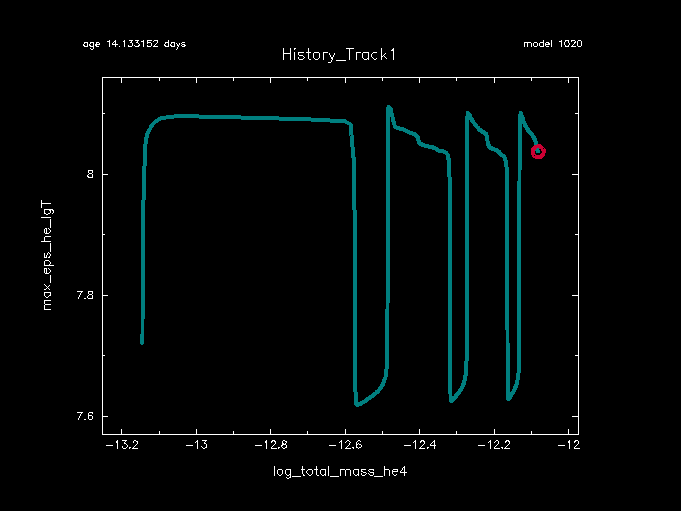 age 14.133152 days
model 1020
History_Track1
max_eps_he_lgT
8
7.8
7.6
-13.2
-13
-12.8
-12.6
-12.4
-12.2
-12
log_total_mass_he4